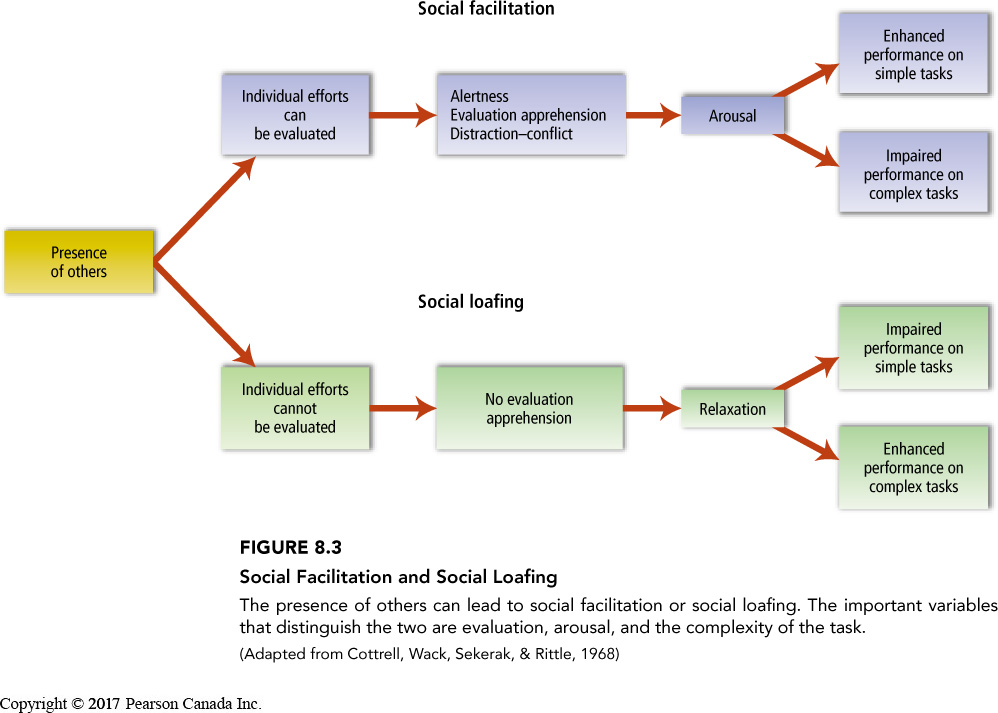 Social facilitation
Individual efforts
can
be evaluated
Alertness
Evaluation apprehension
Distraction–conflict
Arousal
Enhanced
performance on
simple tasks
Impaired
performance on
complex tasks
Presence
of others
Social loafing
Individual efforts
cannot
be evaluated
No evaluation
apprehension
Relaxation
Impaired
performance on
simple tasks
Enhanced
performance on
complex tasks
FIGURE 8.3
Social Facilitation and Social Loafing
The presence of others can lead to social facilitation or social loafing. The important variables
that distinguish the two are evaluation, arousal, and the complexity of the task.
(Adapted from Cottrell, Wack, Sekerak, & Rittle, 1968)
Copyright © 2017 Pearson Canada Inc.